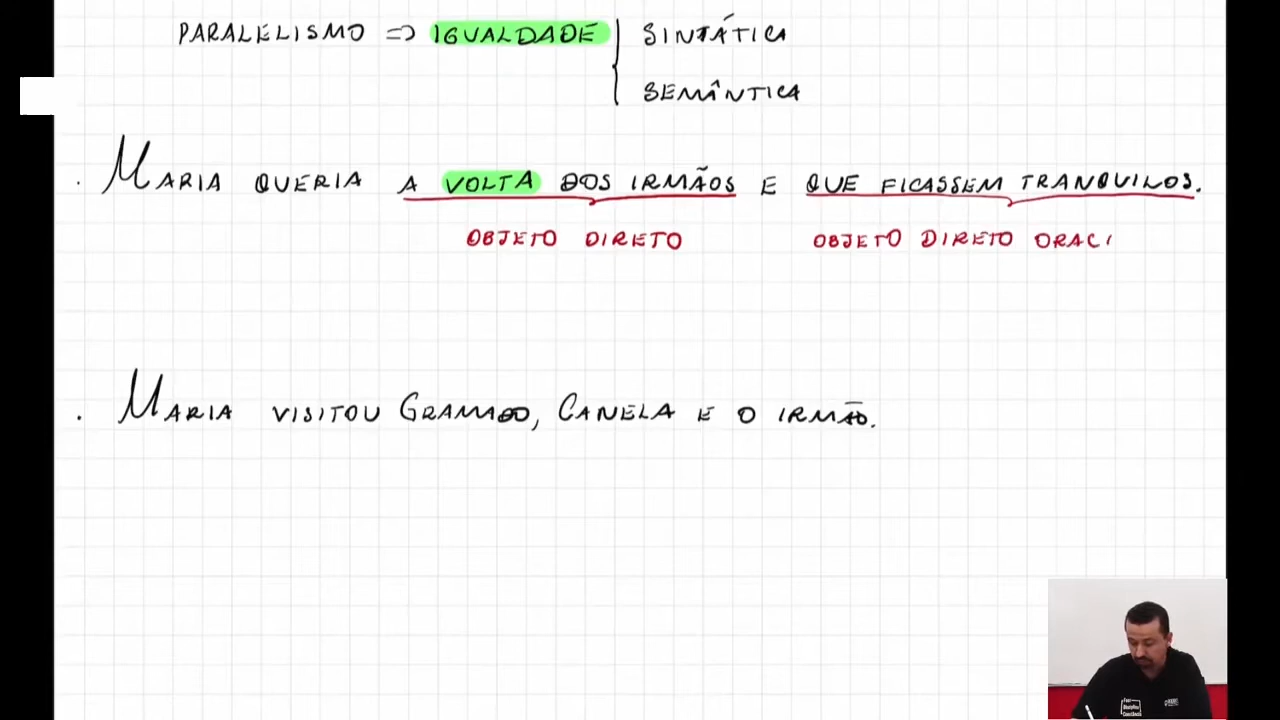 PARALELISMO => IGUALDADE { SINTÁTICA
SEMÂNTICA
. MARIA QUERIA A VOLTA DOS IRMÃOS E QUE FICASSEM TRANQUILOS.
OBJETO DIRETO OBJETO DIRETO ORACI
. MARIA VISITOU GRAMADO, CANELA E O IRMÃO.